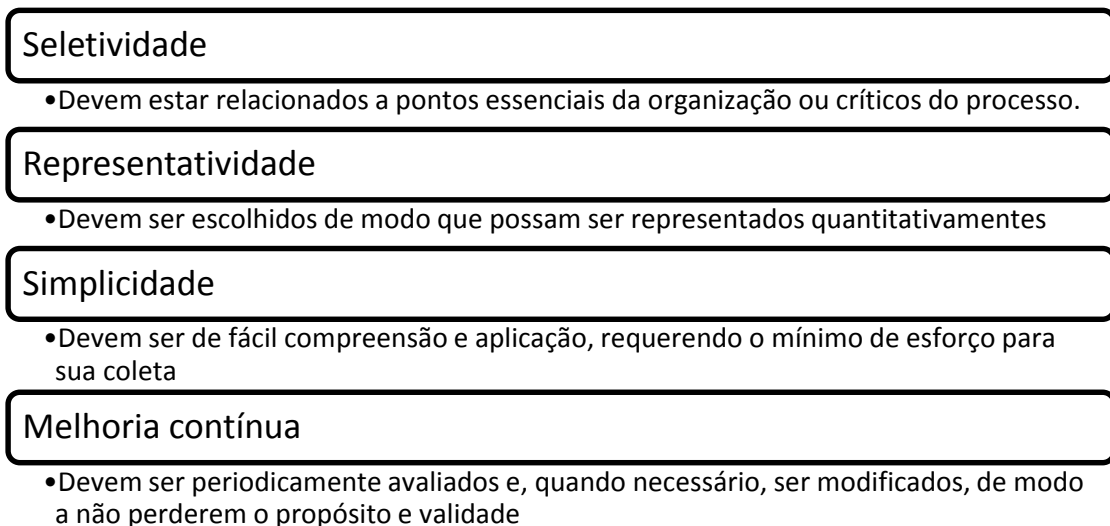 Seletividade
•Devem estar relacionados a pontos essenciais da organização ou críticos do processo.
Representatividade
•Devem ser escolhidos de modo que possam ser representados quantitativamentes
Simplicidade
•Devem ser de fácil compreensão e aplicação, requerendo o mínimo de esforço para
sua coleta
Melhoria contínua
•Devem ser periodicamente avaliados e, quando necessário, ser modificados, de modo
a não perderem o propósito e validade